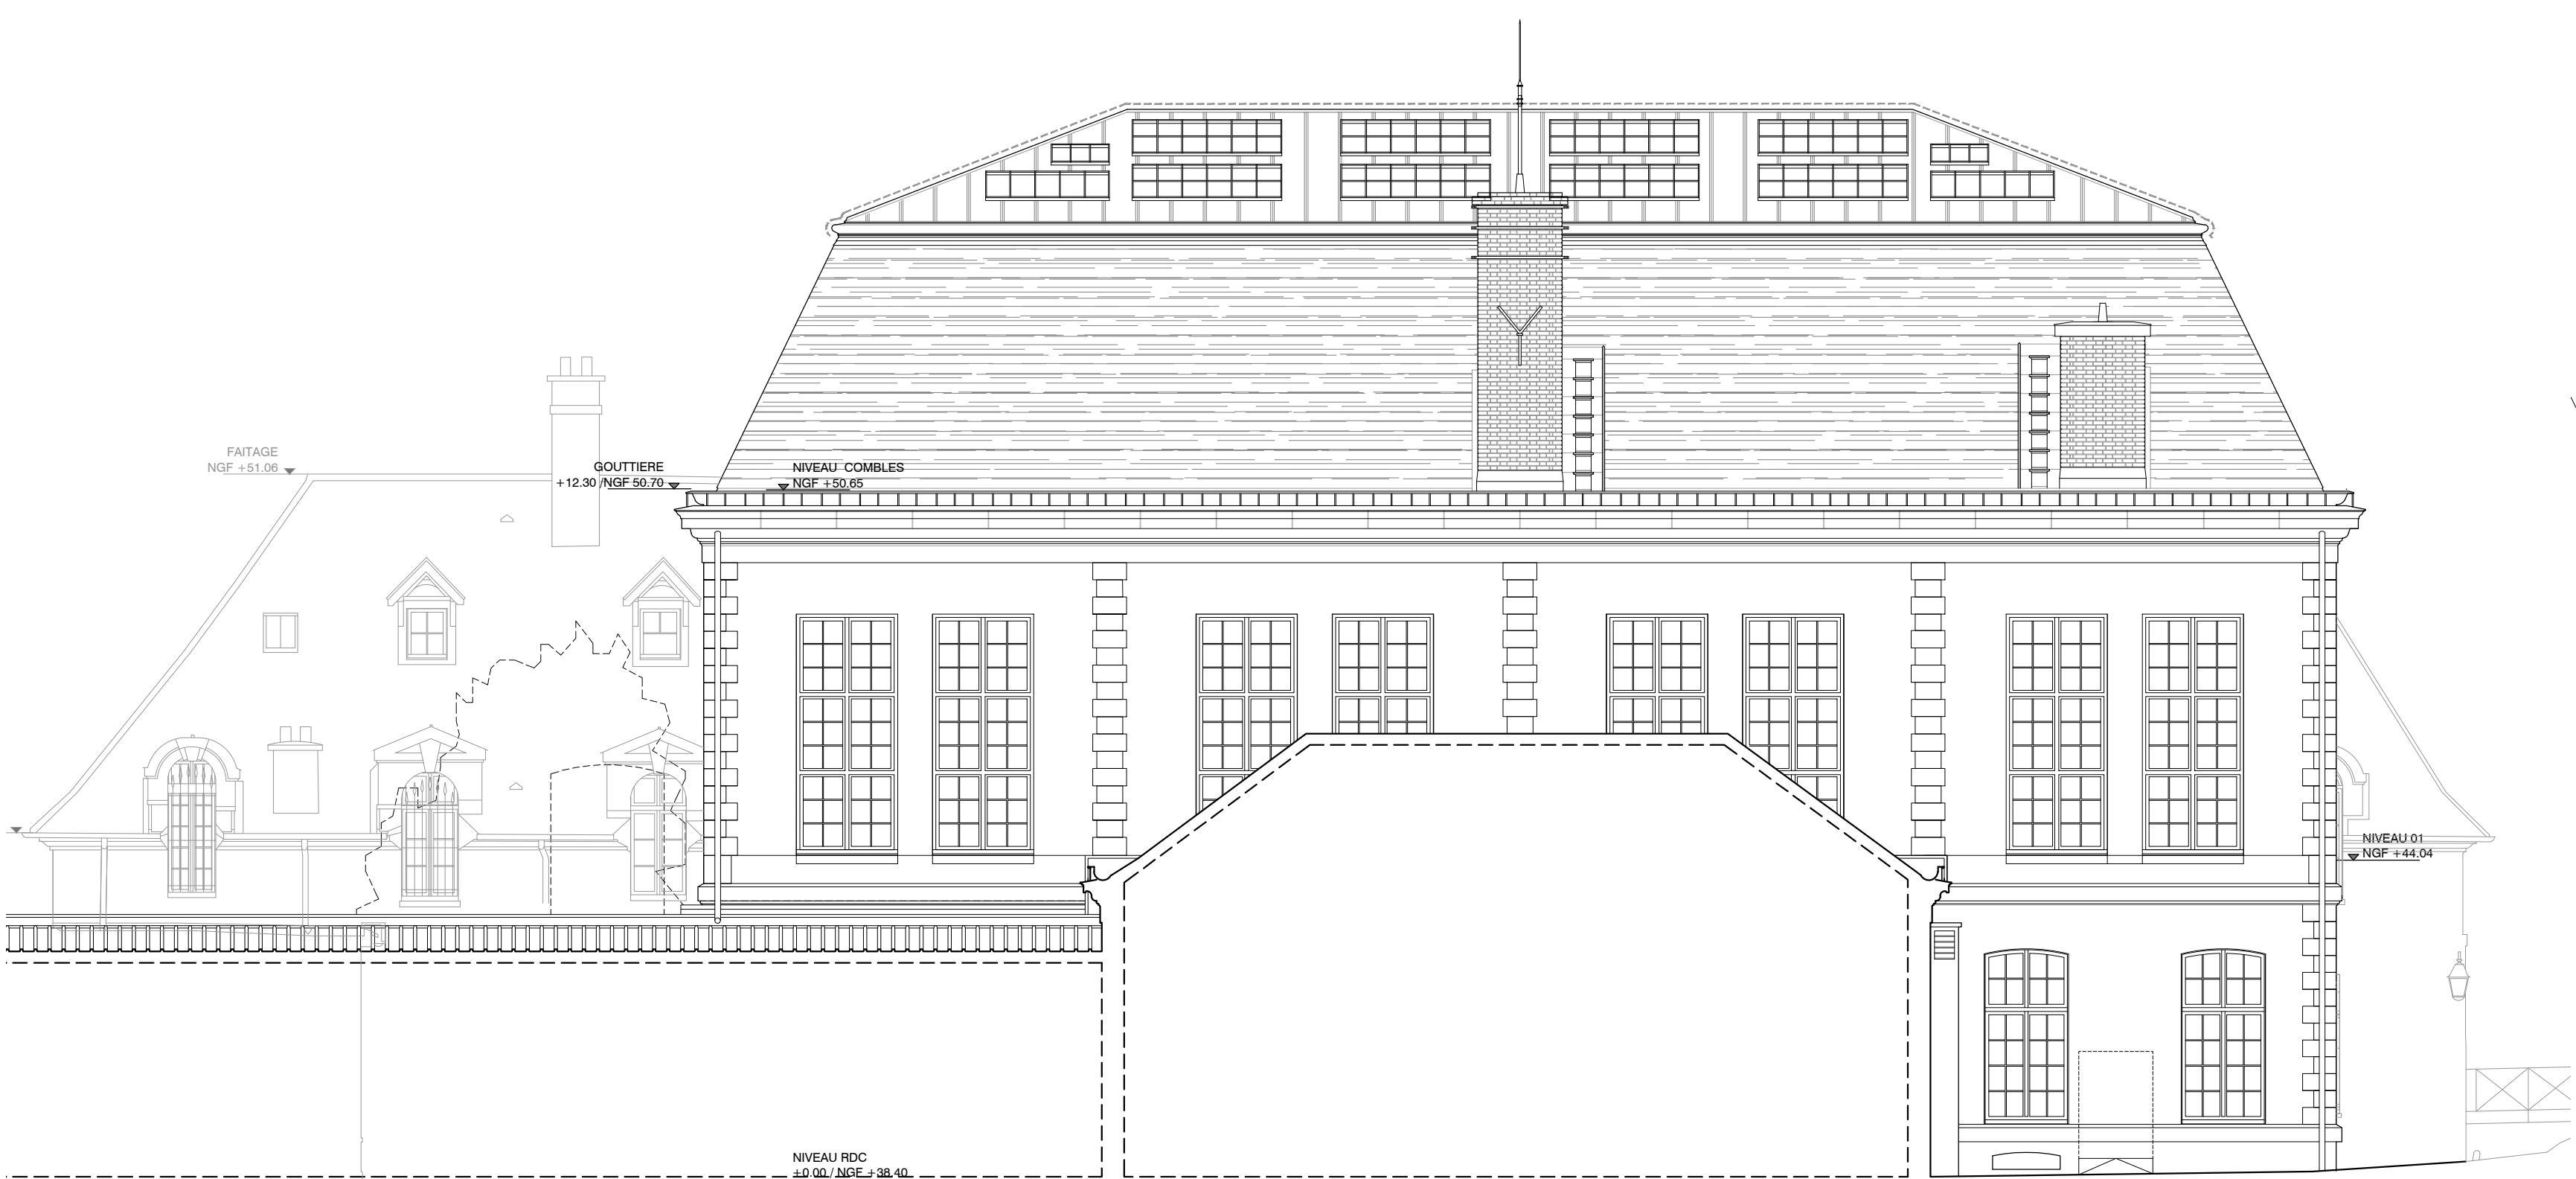 FAITAGE
NGF +51.06
GOUTTIERE
+12.30 /NGF 50.70
NIVEAU COMBLES
NGF +50.65
NIVEAU 01
NGF +44.04
NIVEAU RDC
+0.00 / NGF +38.40